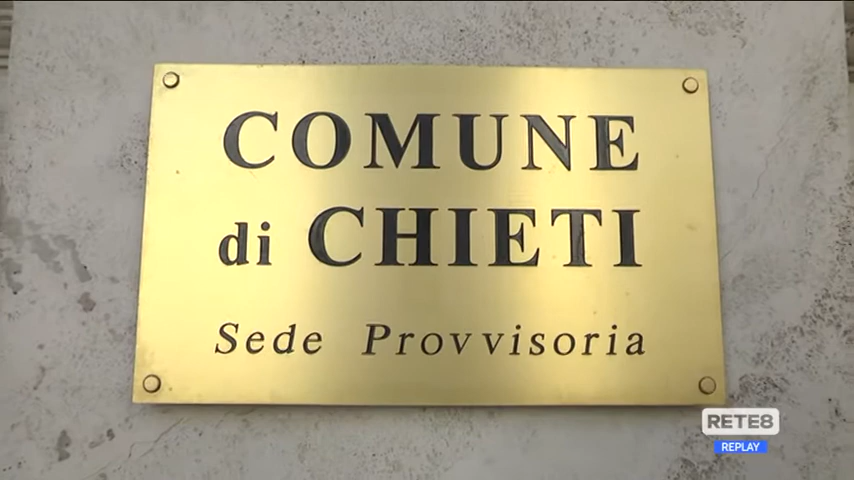 COMUNE
di CHIETI
Sede Provvisoria
RETE8
REPLAY